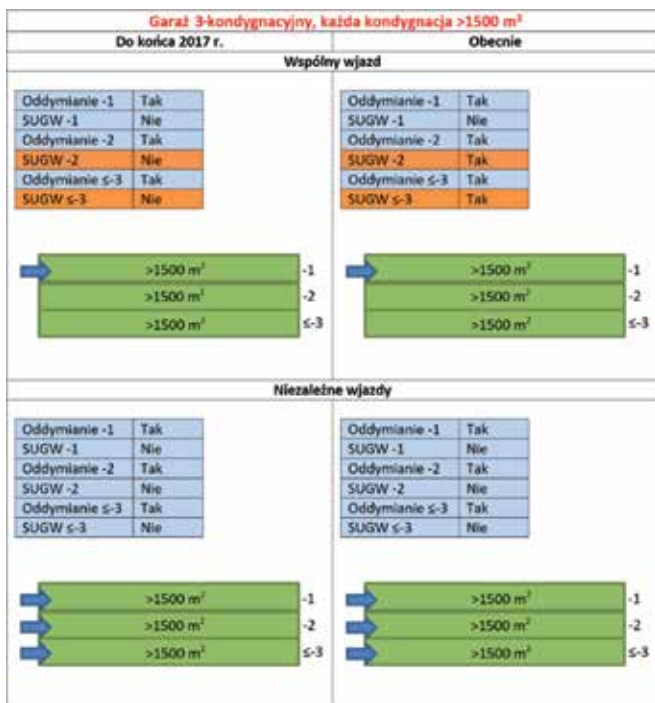 Garaż 3-kondygnacyjny, każda kondygnacja >1500 m²
Do końca 2017 r. Obecnie
Wspólny wjazd
Oddymianie -1 Tak
SUGW -1 Nie
Oddymianie -2 Tak
SUGW -2 Nie
Oddymianie ≤-3 Tak
SUGW ≤-3 Nie
Oddymianie -1 Tak
SUGW -1 Nie
Oddymianie -2 Tak
SUGW -2 Tak
Oddymianie ≤-3 Tak
SUGW ≤-3 Tak
>1500 m² -1
>1500 m² -2
>1500 m² ≤-3
>1500 m² -1
>1500 m² -2
>1500 m² ≤-3
Niezależne wjazdy
Oddymianie -1 Tak
SUGW -1 Nie
Oddymianie -2 Tak
SUGW -2 Nie
Oddymianie ≤-3 Tak
SUGW ≤-3 Nie
Oddymianie -1 Tak
SUGW -1 Nie
Oddymianie -2 Tak
SUGW -2 Nie
Oddymianie ≤-3 Tak
SUGW ≤-3 Nie
>1500 m² -1
>1500 m² -2
>1500 m² ≤-3
>1500 m² -1
>1500 m² -2
>1500 m² ≤-3